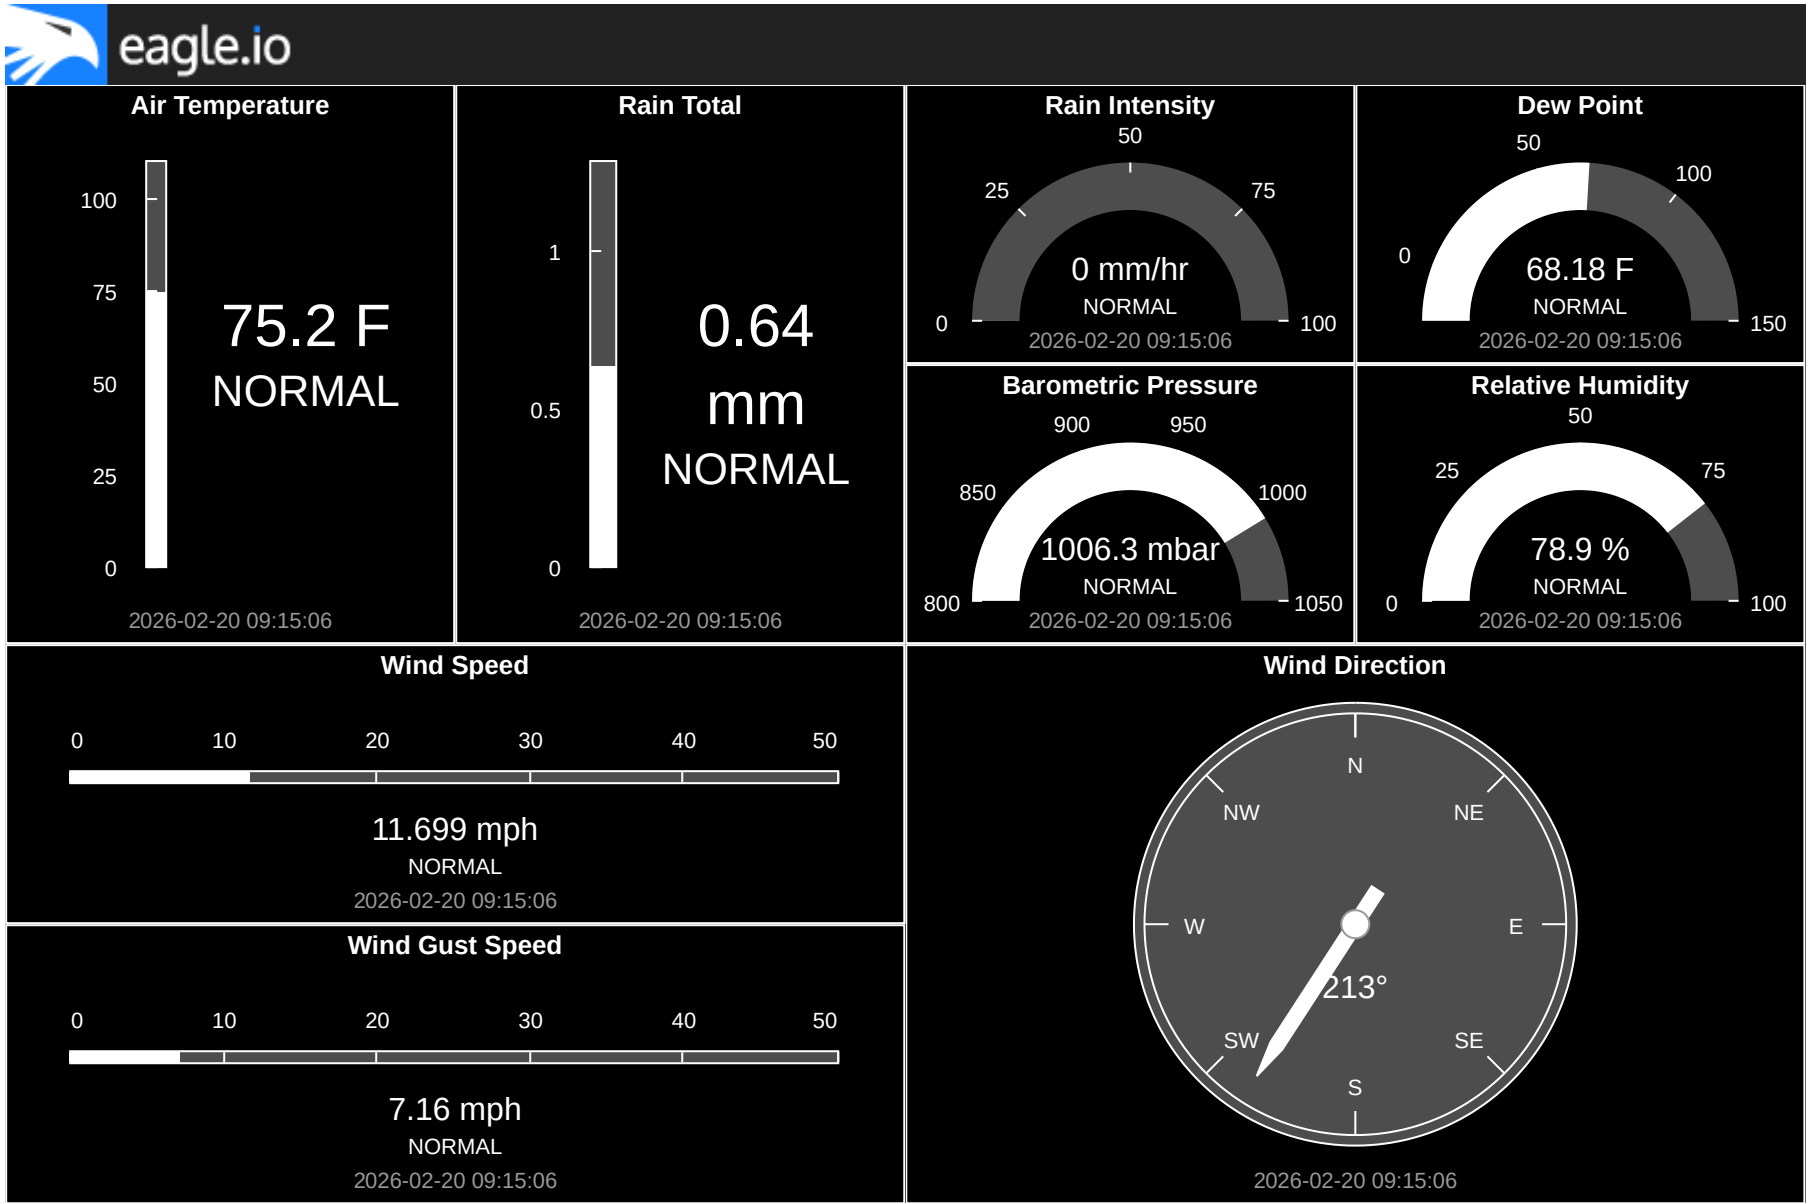 eagle.io
Air Temperature
100
75
50
25
0
75.2 F
NORMAL
2026-02-20 09:15:06
Rain Total
1
0.5
0
0.64
mm
NORMAL
2026-02-20 09:15:06
Rain Intensity
0
25
50
75
100
0 mm/hr
NORMAL
2026-02-20 09:15:06
Dew Point
0
50
100
150
68.18 F
NORMAL
2026-02-20 09:15:06
Barometric Pressure
800
850
900
950
1000
1050
1006.3 mbar
NORMAL
2026-02-20 09:15:06
Relative Humidity
0
25
50
75
100
78.9 %
NORMAL
2026-02-20 09:15:06
Wind Speed
0 10 20 30 40 50
11.699 mph
NORMAL
2026-02-20 09:15:06
Wind Gust Speed
0 10 20 30 40 50
7.16 mph
NORMAL
2026-02-20 09:15:06
Wind Direction
N
NW NE
W E
213°
SW SE
S
2026-02-20 09:15:06